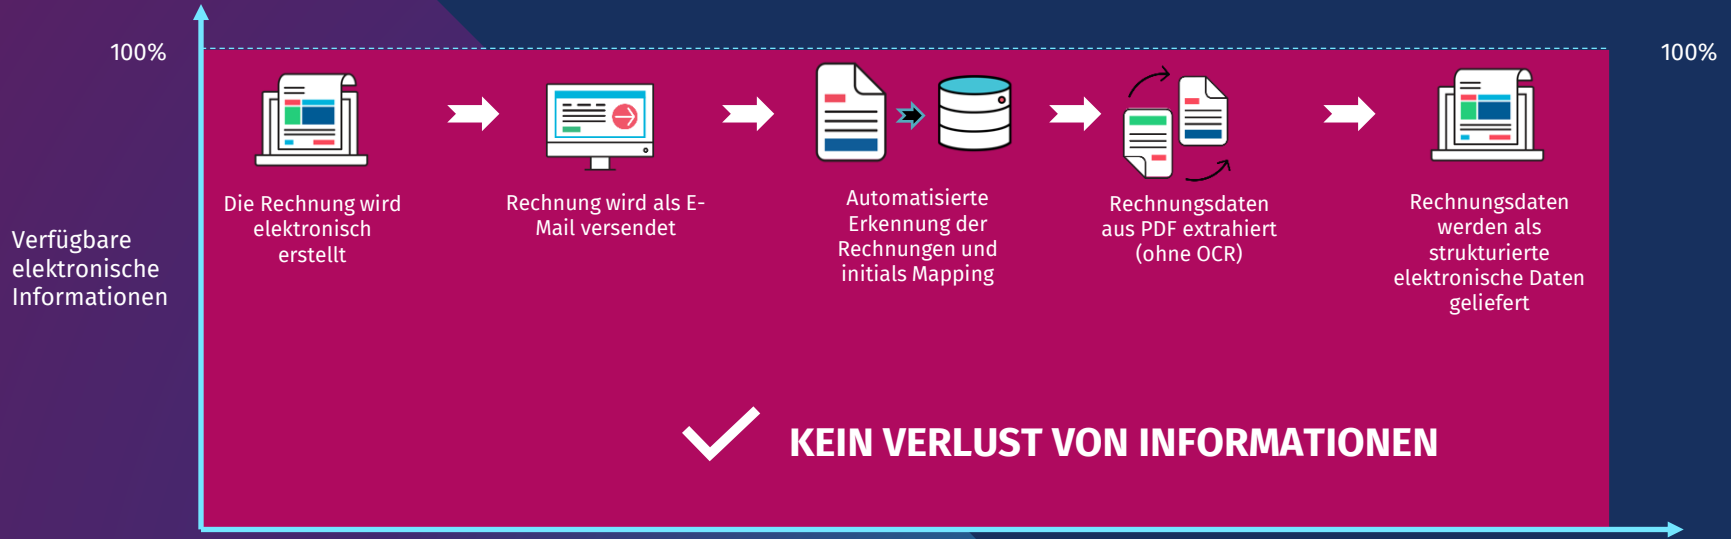 100%
100%
Die Rechnung wird
elektronisch
erstellt
Rechnung wird als E-
Mail versendet
Automatisierte
Erkennung der
Rechnungen und
initials Mapping
Rechnungsdaten
aus PDF extrahiert
(ohne OCR)
Rechnungsdaten
werden als
strukturierte
elektronische Daten
geliefert
Verfügbare
elektronische
Informationen
KEIN VERLUST VON INFORMATIONEN